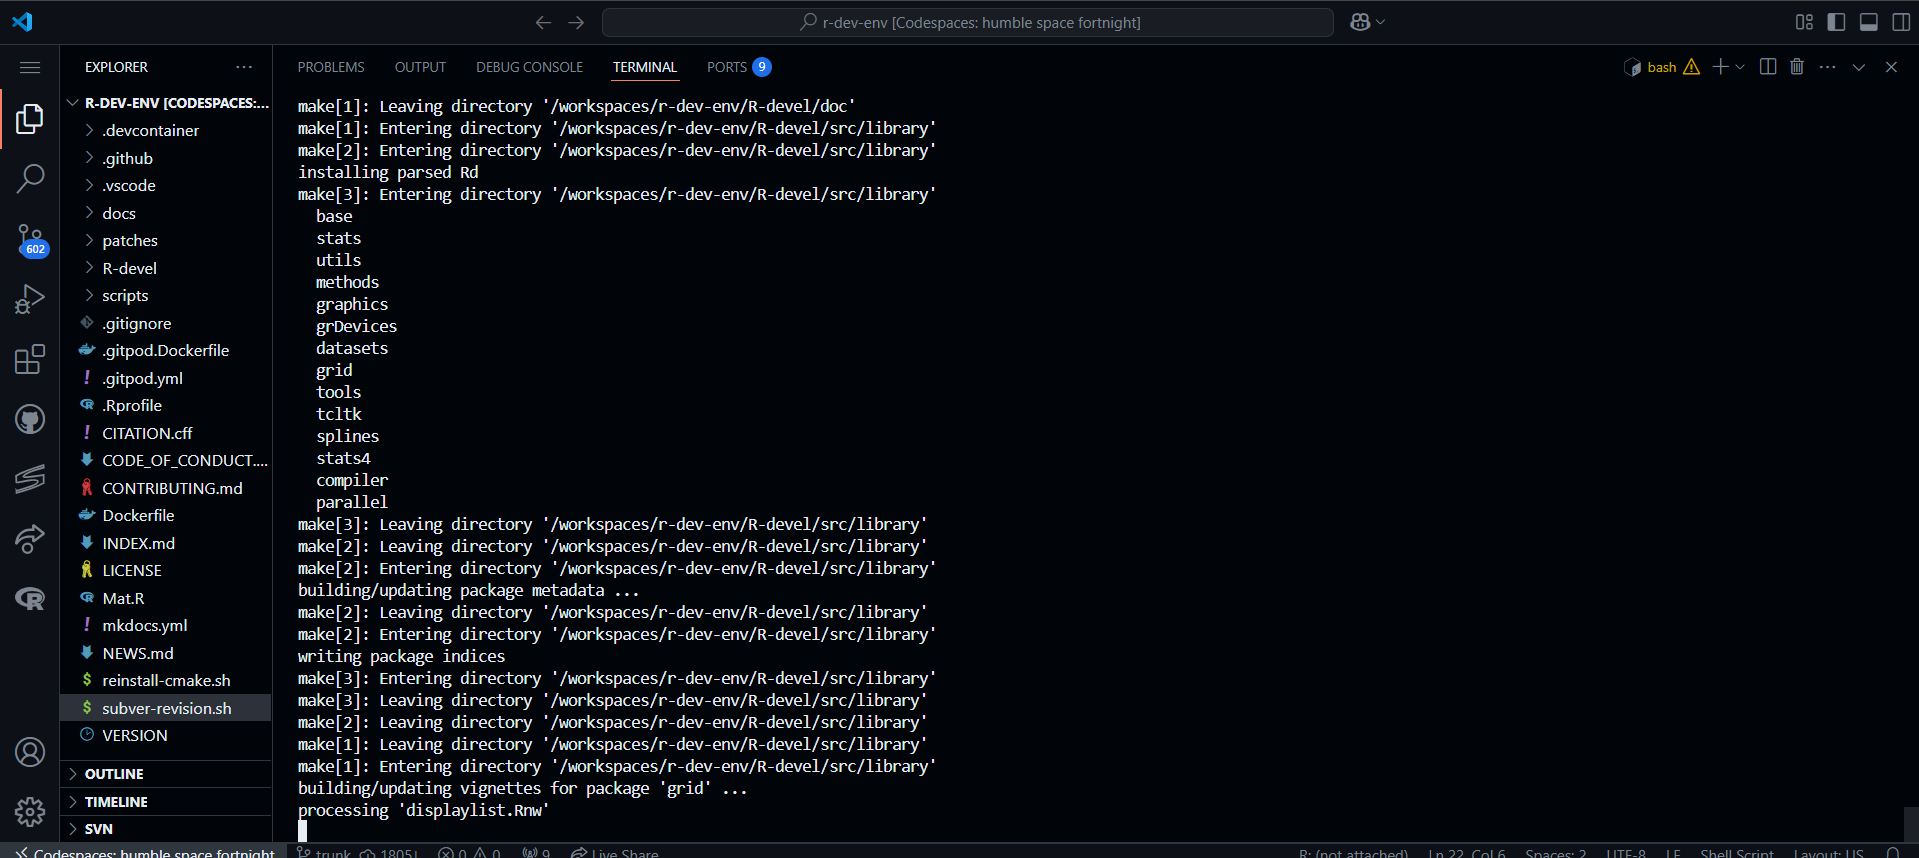 r-dev-env [Codespaces: humble space fortnight]
EXPLORER
R-DEV-ENV [CODESPACES:...
.devcontainer
.github
.vscode
docs
patches
R-devel
scripts
.gitignore
.gitpod.Dockerfile
.gitpod.yml
.Rprofile
CITATION.cff
CODE_OF_CONDUCT....
CONTRIBUTING.md
Dockerfile
INDEX.md
LICENSE
Mat.R
mkdocs.yml
NEWS.md
reinstall-cmake.sh
subver-revision.sh
VERSION
OUTLINE
TIMELINE
SVN
602
PROBLEMS OUTPUT DEBUG CONSOLE TERMINAL PORTS 9
bash
make[1]: Leaving directory '/workspaces/r-dev-env/R-devel/doc'
make[1]: Entering directory '/workspaces/r-dev-env/R-devel/src/library'
make[2]: Entering directory '/workspaces/r-dev-env/R-devel/src/library'
installing parsed Rd
make[3]: Entering directory '/workspaces/r-dev-env/R-devel/src/library'
base
stats
utils
methods
graphics
grDevices
datasets
grid
tools
tcltk
splines
stats4
compiler
parallel
make[3]: Leaving directory '/workspaces/r-dev-env/R-devel/src/library'
make[2]: Leaving directory '/workspaces/r-dev-env/R-devel/src/library'
make[2]: Entering directory '/workspaces/r-dev-env/R-devel/src/library'
building/updating package metadata ...
make[2]: Leaving directory '/workspaces/r-dev-env/R-devel/src/library'
make[2]: Entering directory '/workspaces/r-dev-env/R-devel/src/library'
writing package indices
make[3]: Entering directory '/workspaces/r-dev-env/R-devel/src/library'
make[3]: Leaving directory '/workspaces/r-dev-env/R-devel/src/library'
make[2]: Leaving directory '/workspaces/r-dev-env/R-devel/src/library'
make[1]: Leaving directory '/workspaces/r-dev-env/R-devel/src/library'
make[1]: Entering directory '/workspaces/r-dev-env/R-devel/src/library'
building/updating vignettes for package 'grid' ...
processing 'displaylist.Rnw'
Codespaces: humble space fortnight trunk 1805↓ 0 0 9 Live Share R: (not attached) Ln 22, Col 6 Spaces: 2 UTF-8 LF Shell Script Layout: US